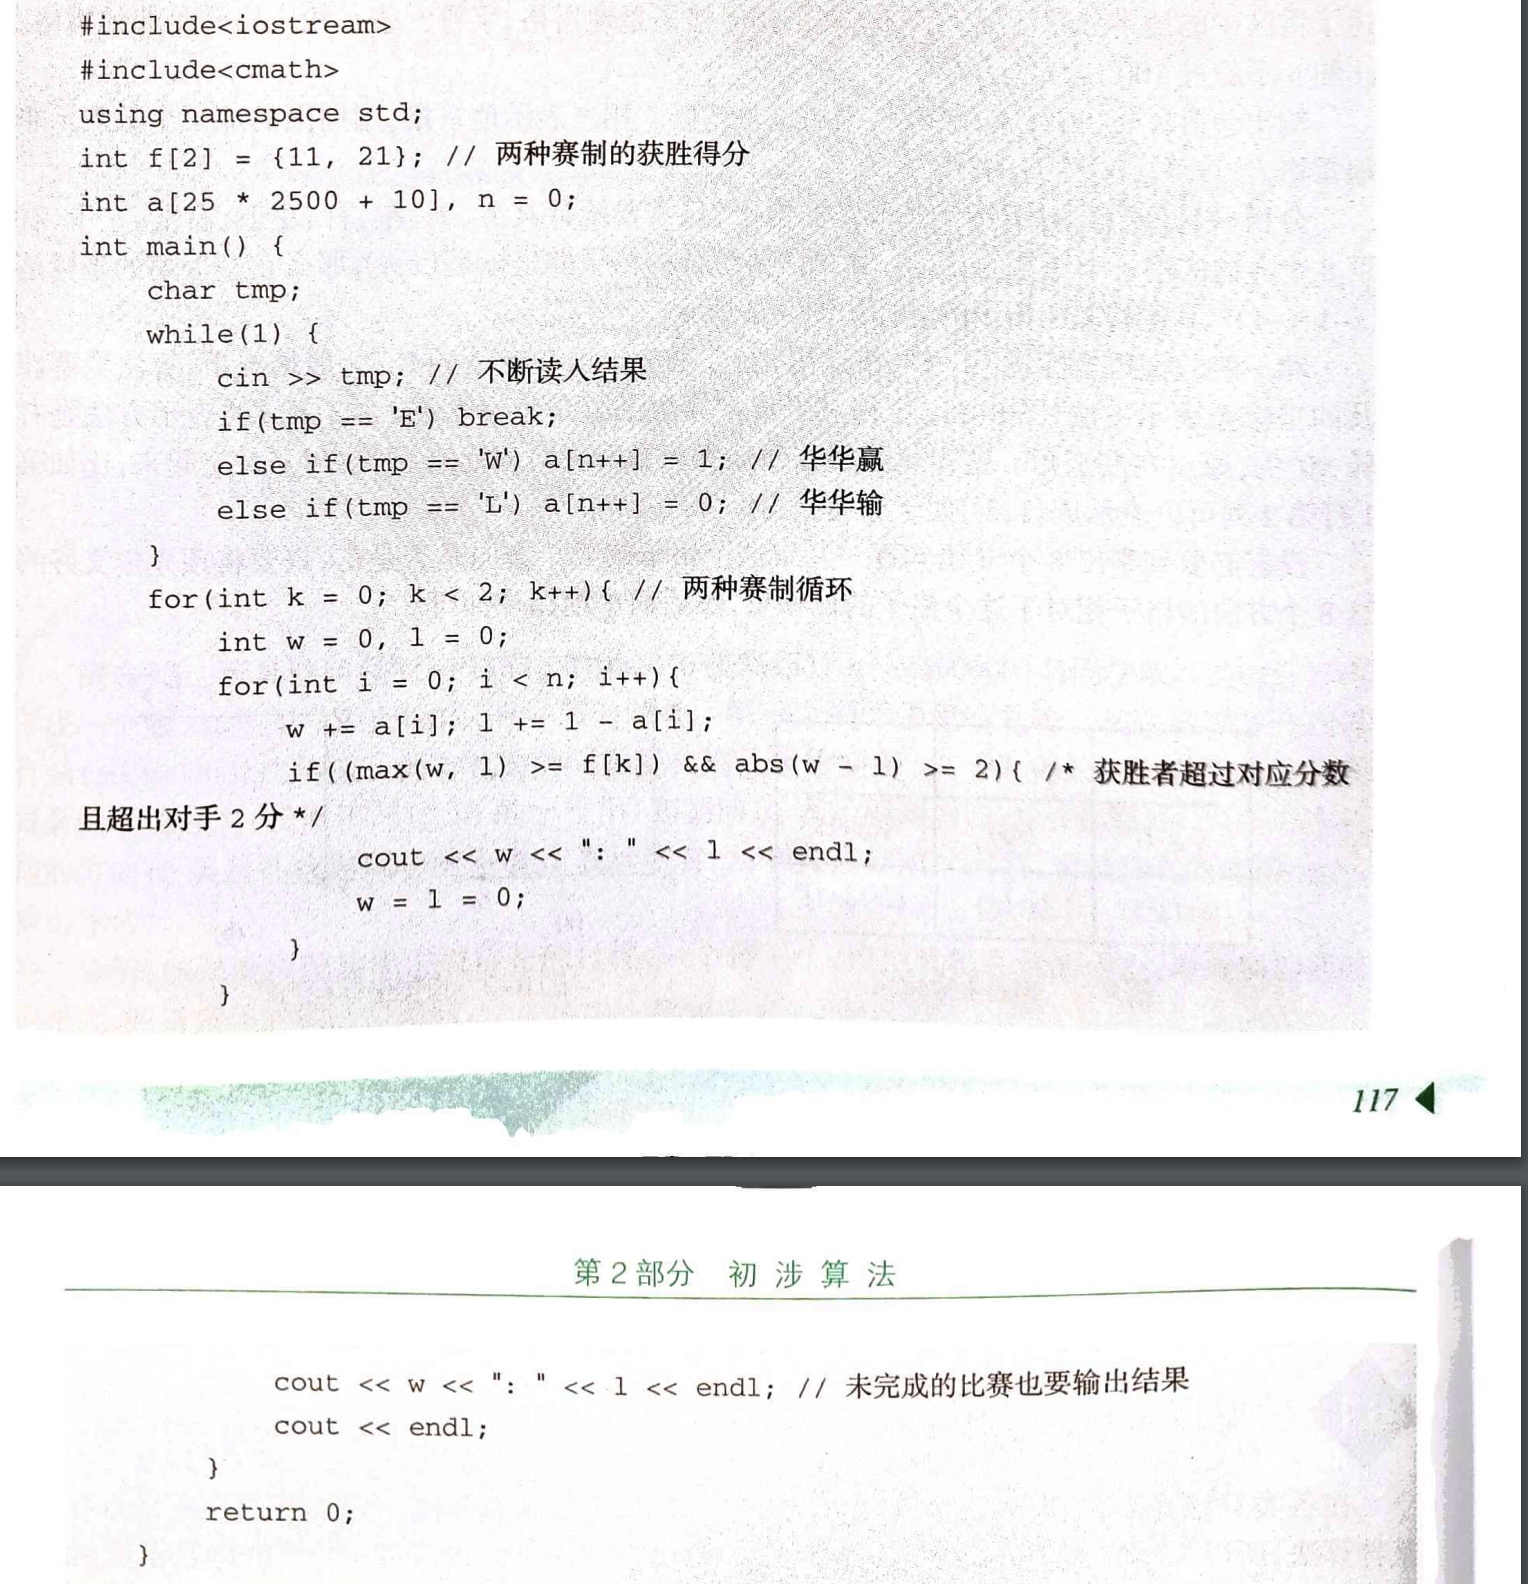 #include<iostream>
#include<cmath>
using namespace std;
int f[2] = {11, 21}; // 两种赛制的获胜得分
int a[25 * 2500 + 10], n = 0;
int main() {
    char tmp;
    while(1) {
        cin >> tmp; // 不断读入结果
        if(tmp == 'E') break;
        else if(tmp == 'W') a[n++] = 1; // 华华赢
        else if(tmp == 'L') a[n++] = 0; // 华华输
    }
    for(int k = 0; k < 2; k++){ // 两种赛制循环
        int w = 0, l = 0;
        for(int i = 0; i < n; i++){
            w += a[i]; l += 1 - a[i];
            if((max(w, l) >= f[k]) && abs(w - l) >= 2){ /* 获胜者超过对应分数
且超出对手 2 分 */
                cout << w << ": " << l << endl;
                w = l = 0;
            }
        }
117
第 2 部分 初 涉 算 法
        cout << w << ": " << l << endl; // 未完成的比赛也要输出结果
        cout << endl;
    }
    return 0;
}